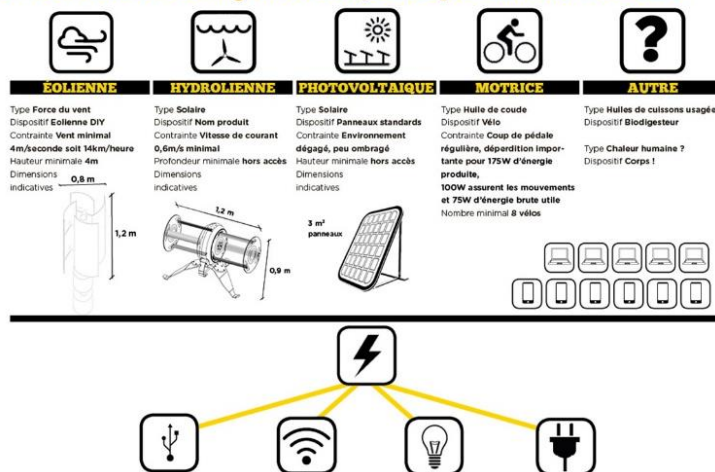 ÉOLIENNE
Type Force du vent
Dispositif Eolienne DIY
Contrainte Vent minimal
4m/seconde soit 14km/heure
Hauteur minimale 4m
Dimensions
indicatives
0,8 m
1,2 m
HYDROLIENNE
Type Solaire
Dispositif Nom produit
Contrainte Vitesse de courant
0,6m/s minimal
Profondeur minimale hors accès
Dimensions
indicatives
1,2 m
0,9 m
PHOTOVOLTAIQUE
Type Solaire
Dispositif Panneaux standards
Contrainte Environnement
dégagé, peu ombragé
Hauteur minimale hors accès
Dimensions
indicatives
3 m²
panneaux
MOTRICE
Type Huile de coude
Dispositif Vélo
Contrainte Coup de pédale
régulière, déperdition impor-
tante pour 175W d'énergie
produite,
100W assurent les mouvements
et 75W d'énergie brute utile
Nombre minimal 8 vélos
?
AUTRE
Type Huiles de cuissons usagée
Dispositif Biodigesteur
Type Chaleur humaine ?
Dispositif Corps !